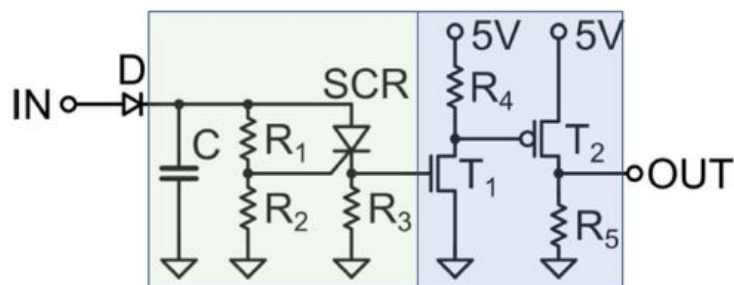 5V 5V
D SCR
IN R₄
C R₁ T₂
T₁ OUT
R₂ R₃ R₅